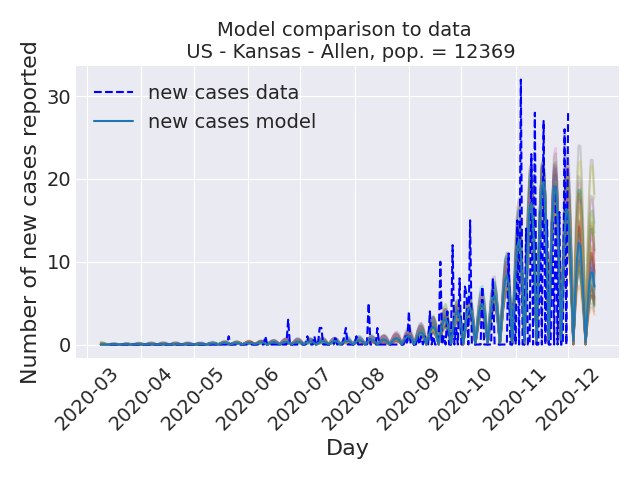 Model comparison to data
US - Kansas - Allen, pop. = 12369
Number of new cases reported
30
20
10
0
new cases data
new cases model
2020-03
2020-04
2020-05
2020-06
2020-07
2020-08
2020-09
2020-10
2020-11
2020-12
Day